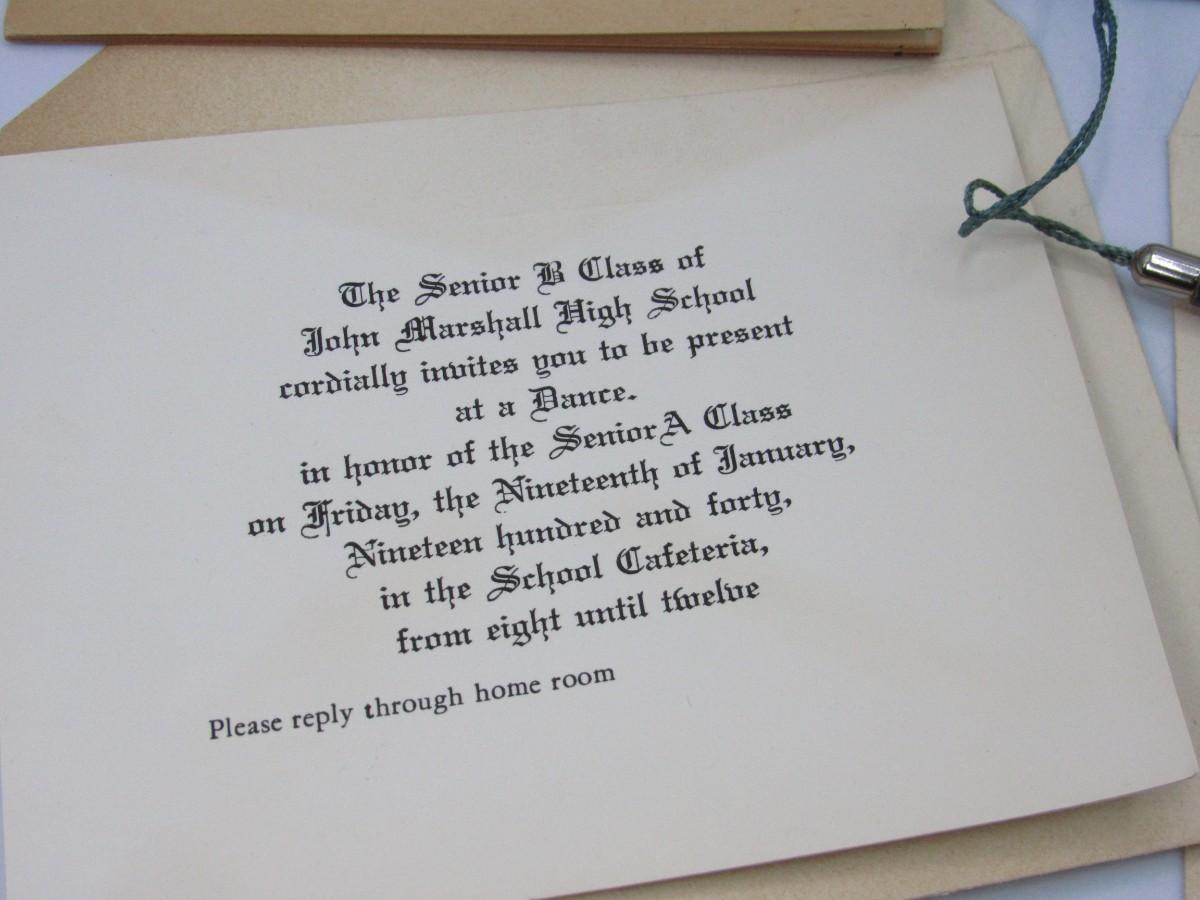 The Senior B Class of
John Marshall High School
cordially invites you to be present
at a Dance.
in honor of the Senior A Class
on Friday, the Nineteenth of January,
Nineteen hundred and forty,
in the School Cafeteria,
from eight until twelve
Please reply through home room